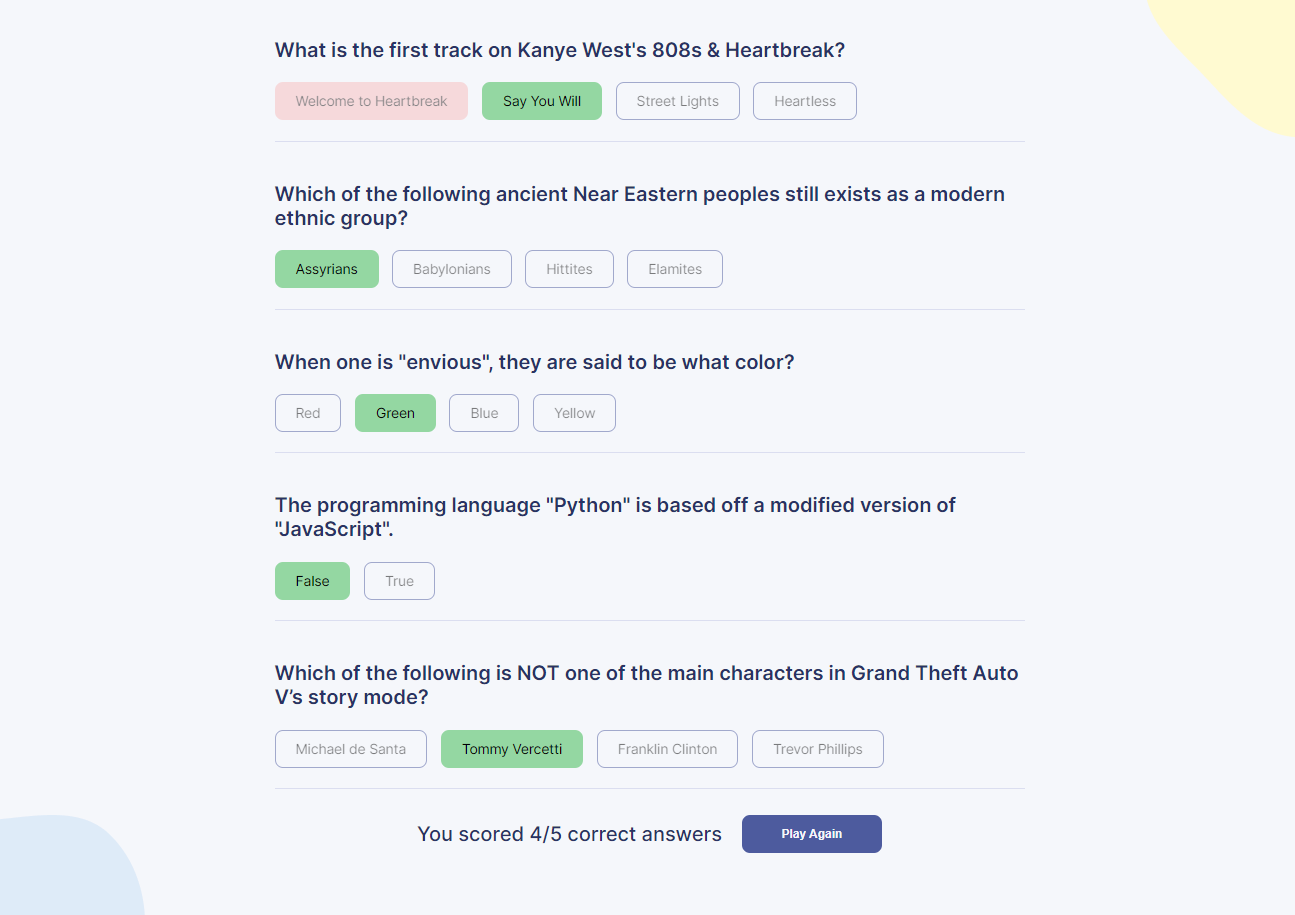 What is the first track on Kanye West's 808s & Heartbreak?
Welcome to Heartbreak Say You Will Street Lights Heartless
Which of the following ancient Near Eastern peoples still exists as a modern
ethnic group?
Assyrians Babylonians Hittites Elamites
When one is "envious", they are said to be what color?
Red Green Blue Yellow
The programming language "Python" is based off a modified version of
"JavaScript".
False True
Which of the following is NOT one of the main characters in Grand Theft Auto
V’s story mode?
Michael de Santa Tommy Vercetti Franklin Clinton Trevor Phillips
You scored 4/5 correct answers Play Again